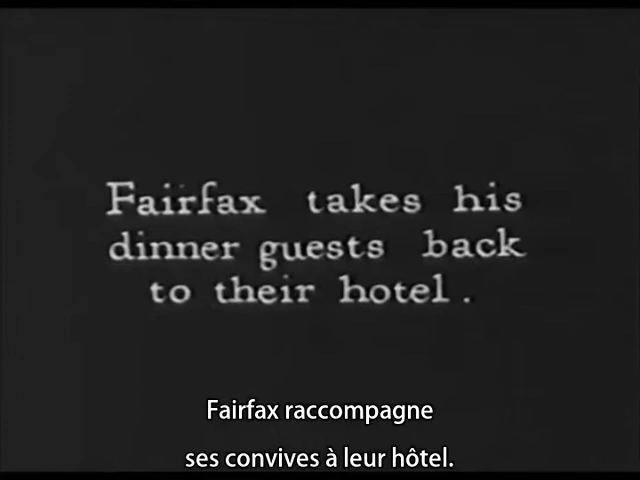 Fairfax takes his
dinner guests back
to their hotel.
Fairfax raccompagne
ses convives à leur hôtel.